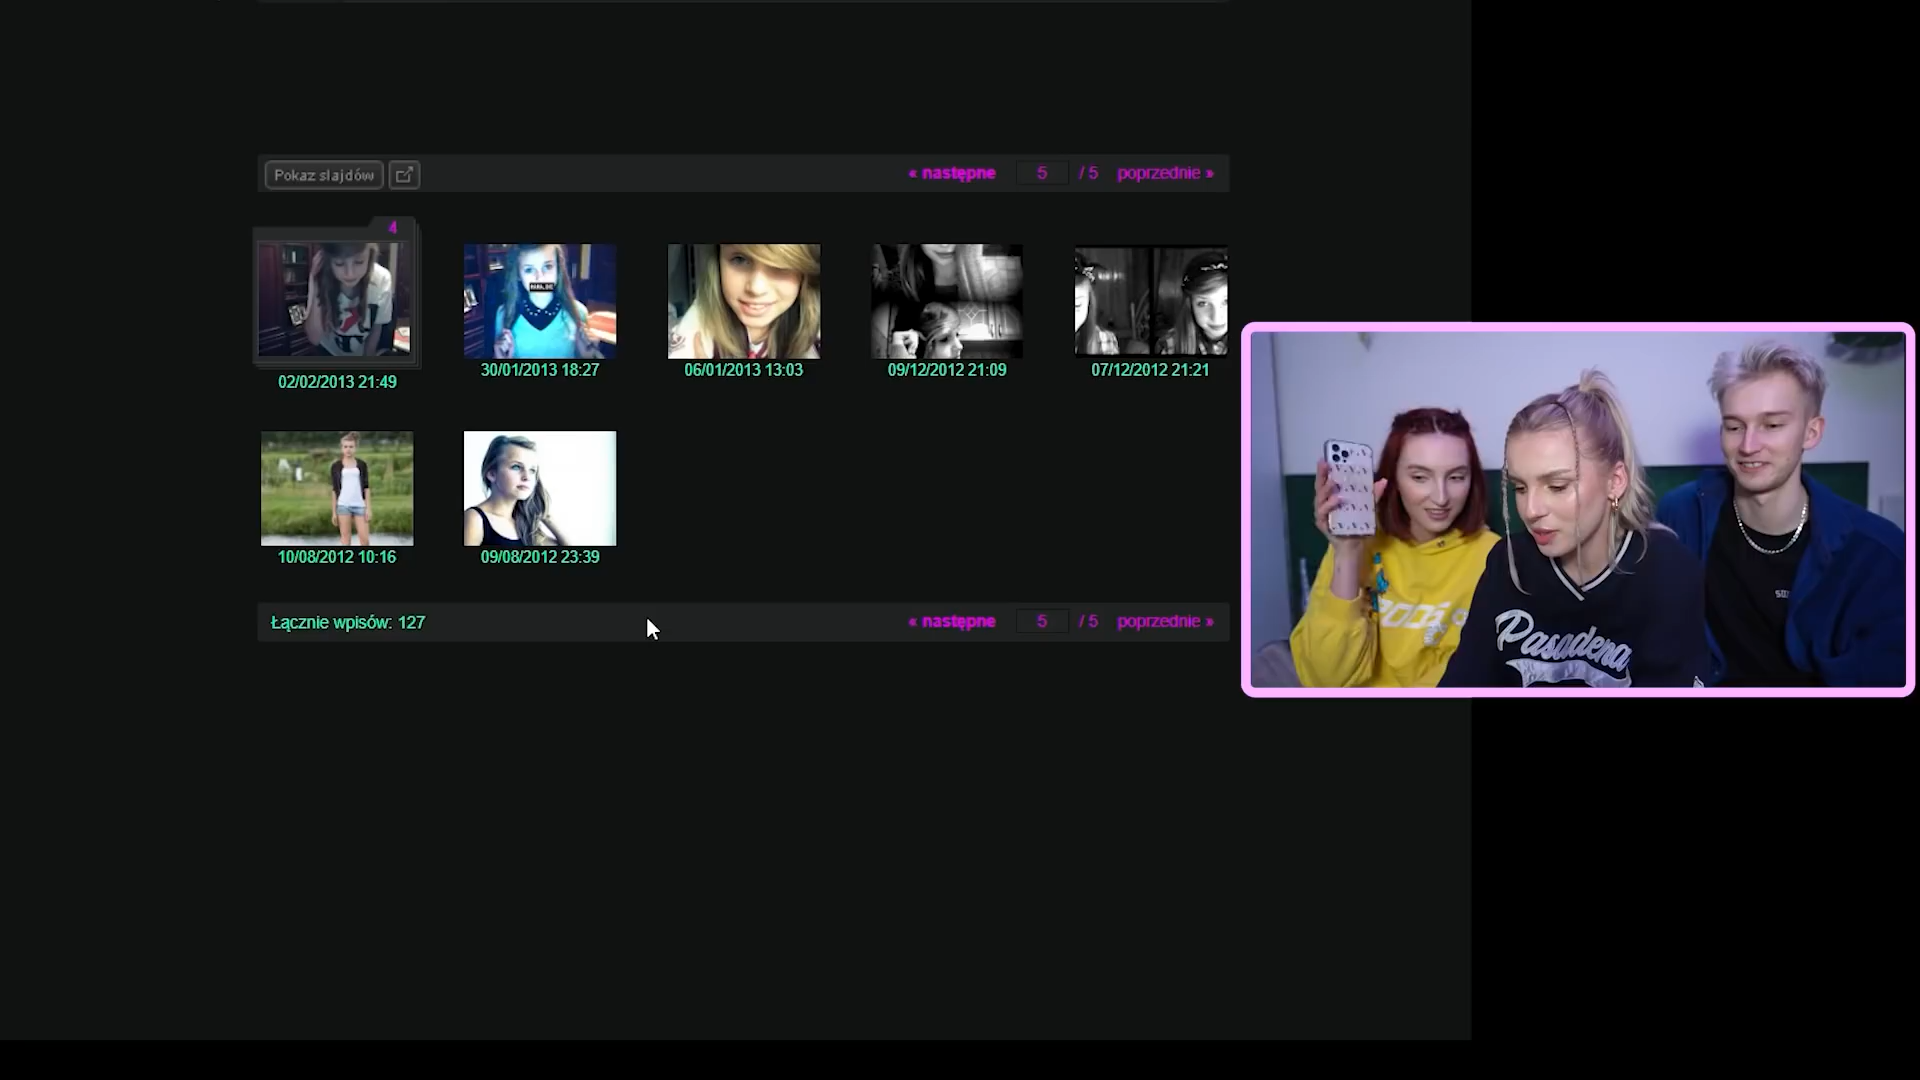 Pokaz slajdów
« następne 5 / 5 poprzednie »
4
02/02/2013 21:49
30/01/2013 18:27
06/01/2013 13:03
09/12/2012 21:09
07/12/2012 21:21
10/08/2012 10:16
09/08/2012 23:39
Łącznie wpisów: 127
« następne 5 / 5 poprzednie »
Pasadena